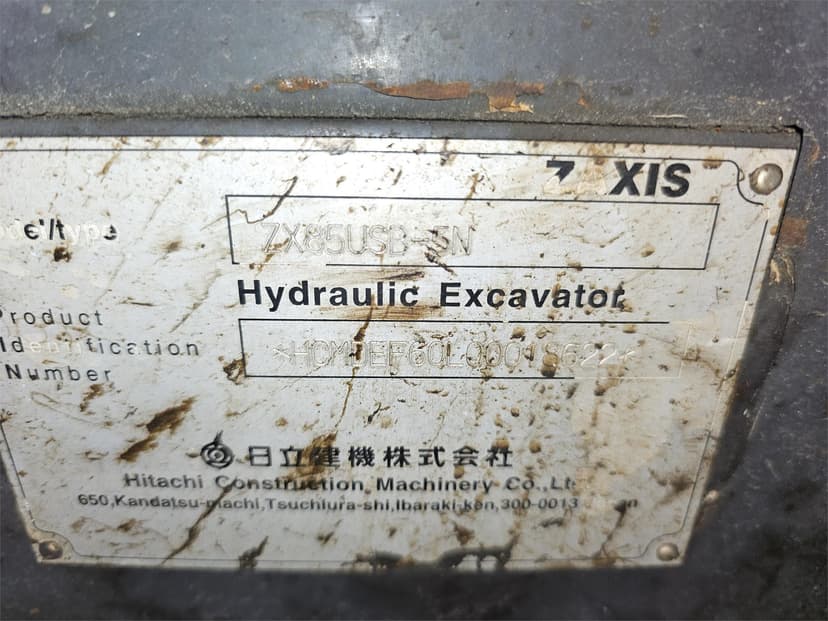 ZAXIS
Model/type
ZX85USB-5N
Hydraulic Excavator
Product
Identification
Number
日立建機株式会社
Hitachi Construction Machinery Co.,Lt
650,Kandatsu-machi,Tsuchiura-shi,Ibaraki-ken,300-0013